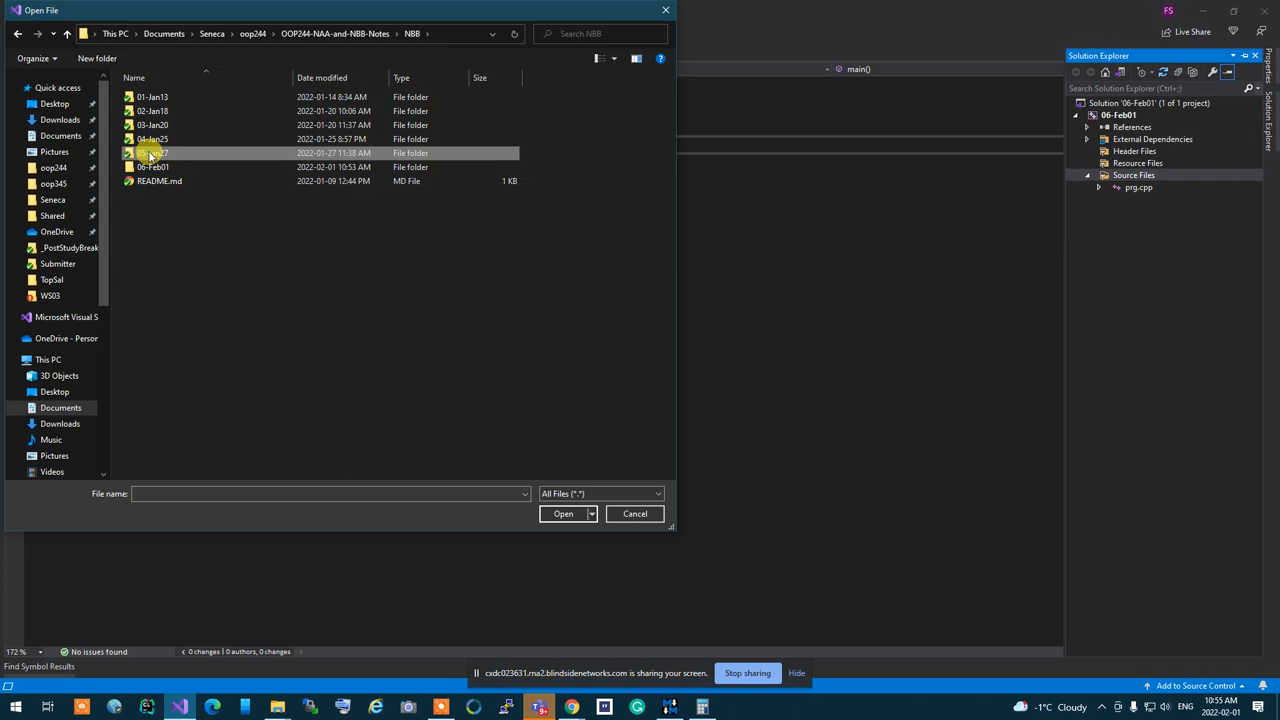 Open File
FS
This PC
Documents
Seneca
oop244
OOP244-NAA-and-NBB-Notes
NBB
Search NBB
Live Share
Organize
New folder
Solution Explorer
main()
Search Solution Explorer (Ctrl+;)
Name
Date modified
Type
Size
Quick access
Desktop
Downloads
Documents
Pictures
oop244
oop345
Seneca
Shared
OneDrive
_PostStudyBreak
Submitter
TopSal
WS03
Microsoft Visual S
OneDrive - Person
This PC
3D Objects
Desktop
Documents
Downloads
Music
Pictures
Videos
01-Jan13 2022-01-14 8:34 AM File folder
02-Jan18 2022-01-20 10:06 AM File folder
03-Jan20 2022-01-20 11:37 AM File folder
04-Jan25 2022-01-25 8:57 PM File folder
05-Jan27 2022-01-27 11:38 AM File folder
06-Feb01 2022-02-01 10:53 AM File folder
README.md 2022-01-09 12:44 PM MD File 1 KB
Solution '06-Feb01' (1 of 1 project)
06-Feb01
References
External Dependencies
Header Files
Resource Files
Source Files
prg.cpp
Properties
Team Explorer
File name:
All Files (*.*)
Open
Cancel
172 %
No issues found
0 changes | 0 authors, 0 changes
Find Symbol Results
cxdc023631.rna2.blindsidenetworks.com is sharing your screen.
Stop sharing
Hide
Add to Source Control
-1°C Cloudy
ENG
10:55 AM
2022-02-01